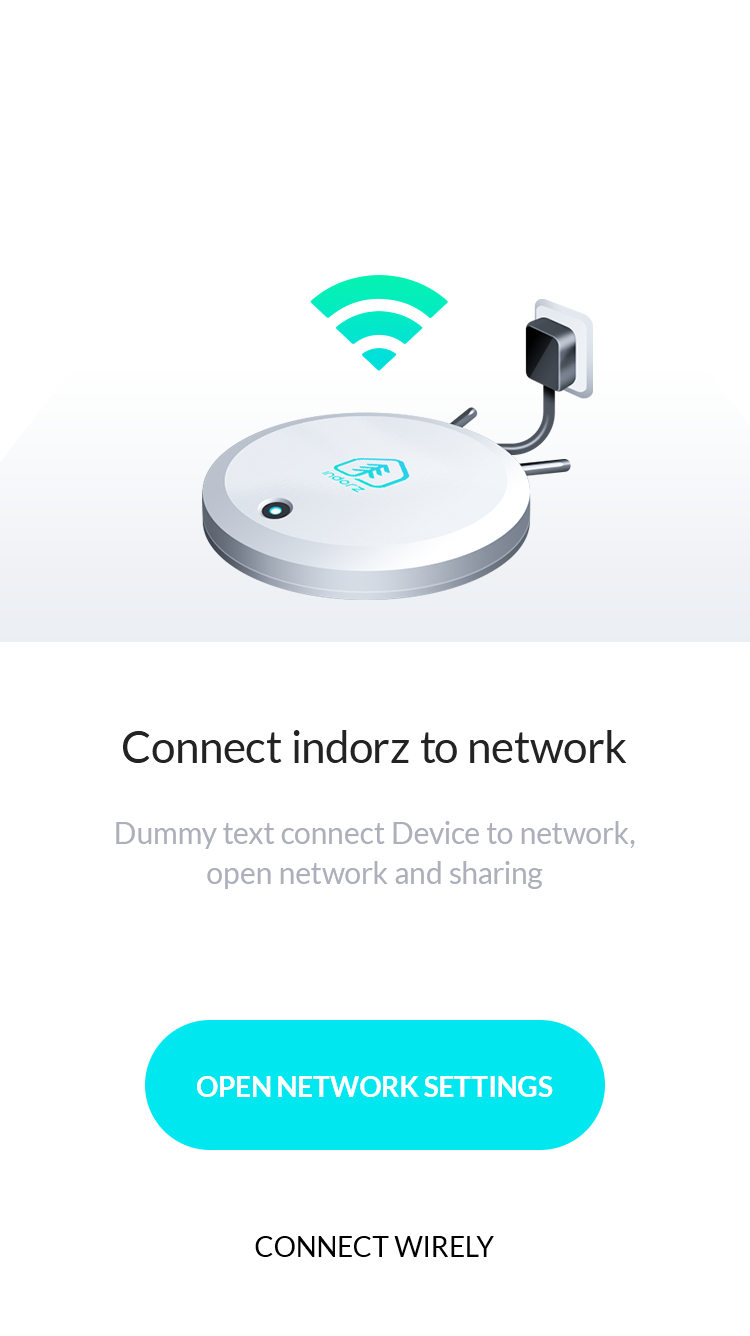 indorz
Connect indorz to network
Dummy text connect Device to network,
open network and sharing
OPEN NETWORK SETTINGS
CONNECT WIRELY